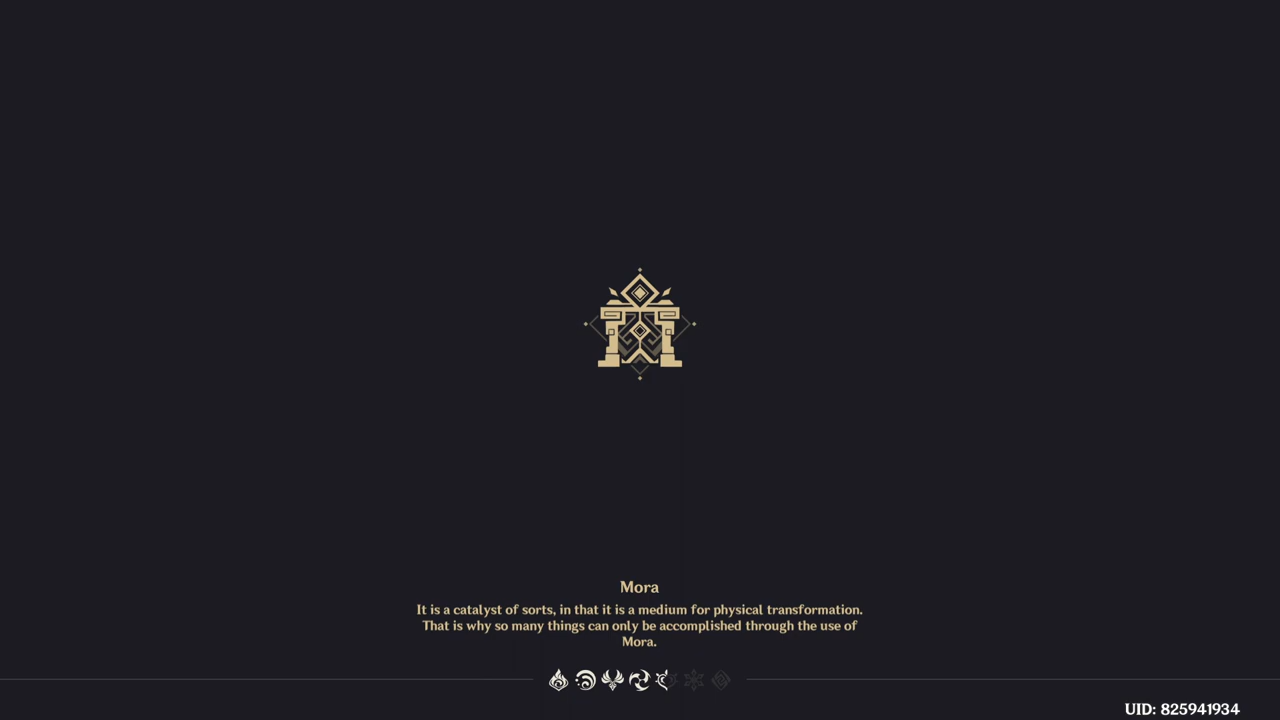 Mora
It is a catalyst of sorts, in that it is a medium for physical transformation.
That is why so many things can only be accomplished through the use of
Mora.
UID: 825941934